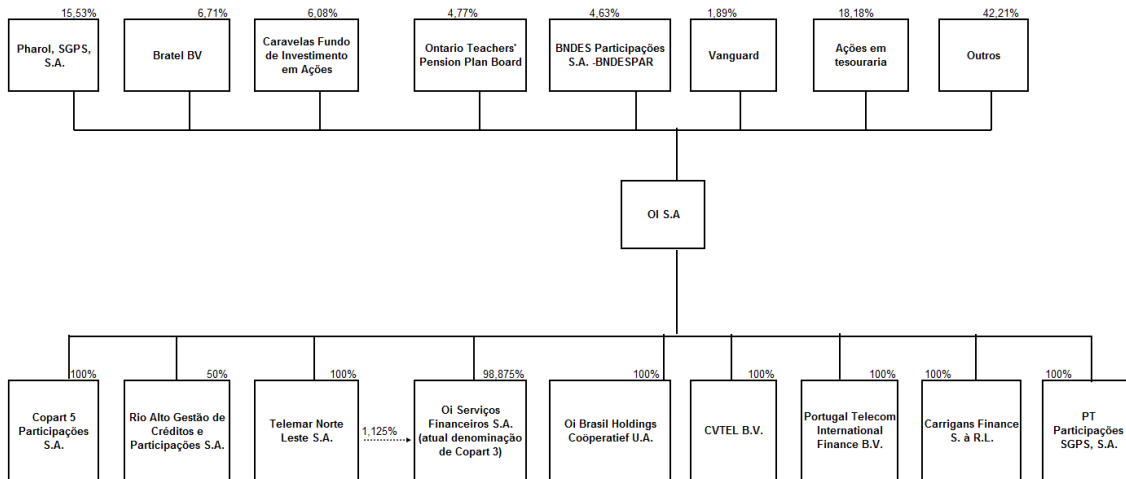 15,53%
6,71%
6,08%
4,77%
4,63%
1,89%
18,18%
42,21%
Pharol, SGPS,
S.A.
Bratel BV
Caravelas Fundo
de Investimento
em Ações
Ontario Teachers'
Pension Plan Board
BNDES Participações
S.A. -BNDESPAR
Vanguard
Ações em
tesouraria
Outros
OI S.A
100%
50%
100%
98,875%
100%
100%
100%
100%
100%
Copart 5
Participações
S.A.
Rio Alto Gestão de
Créditos e
Participações S.A.
Telemar Norte
Leste S.A.
1,125%
Oi Serviços
Financeiros S.A.
(atual denominação
de Copart 3)
Oi Brasil Holdings
Coöperatief U.A.
CVTEL B.V.
Portugal Telecom
International
Finance B.V.
Carrigans Finance
S. à R.L.
PT
Participações
SGPS, S.A.